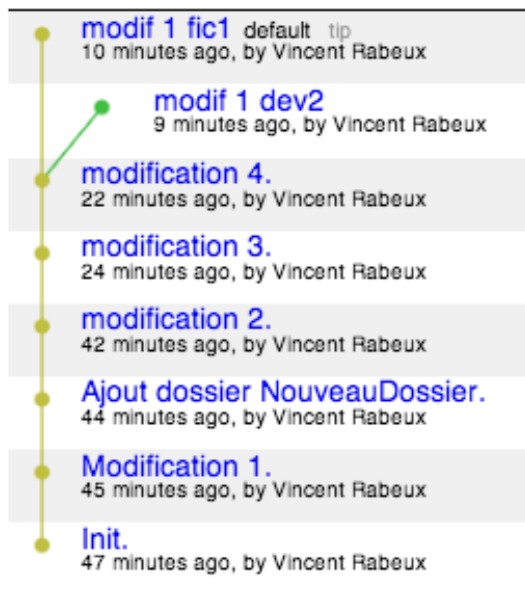 modif 1 fic1 default tip
10 minutes ago, by Vincent Rabeux
modif 1 dev2
9 minutes ago, by Vincent Rabeux
modification 4.
22 minutes ago, by Vincent Rabeux
modification 3.
24 minutes ago, by Vincent Rabeux
modification 2.
42 minutes ago, by Vincent Rabeux
Ajout dossier NouveauDossier.
44 minutes ago, by Vincent Rabeux
Modification 1.
45 minutes ago, by Vincent Rabeux
Init.
47 minutes ago, by Vincent Rabeux